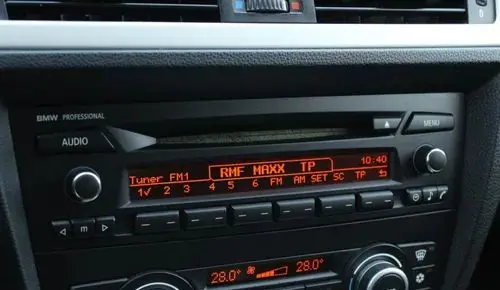 BMW PROFESSIONAL
AUDIO
MENU
RMF MAXX TP 10:40
Tuner FM1
1✓ 2 3 4 5 6 FM AM SET SC TP
m
28.0° 28.0°